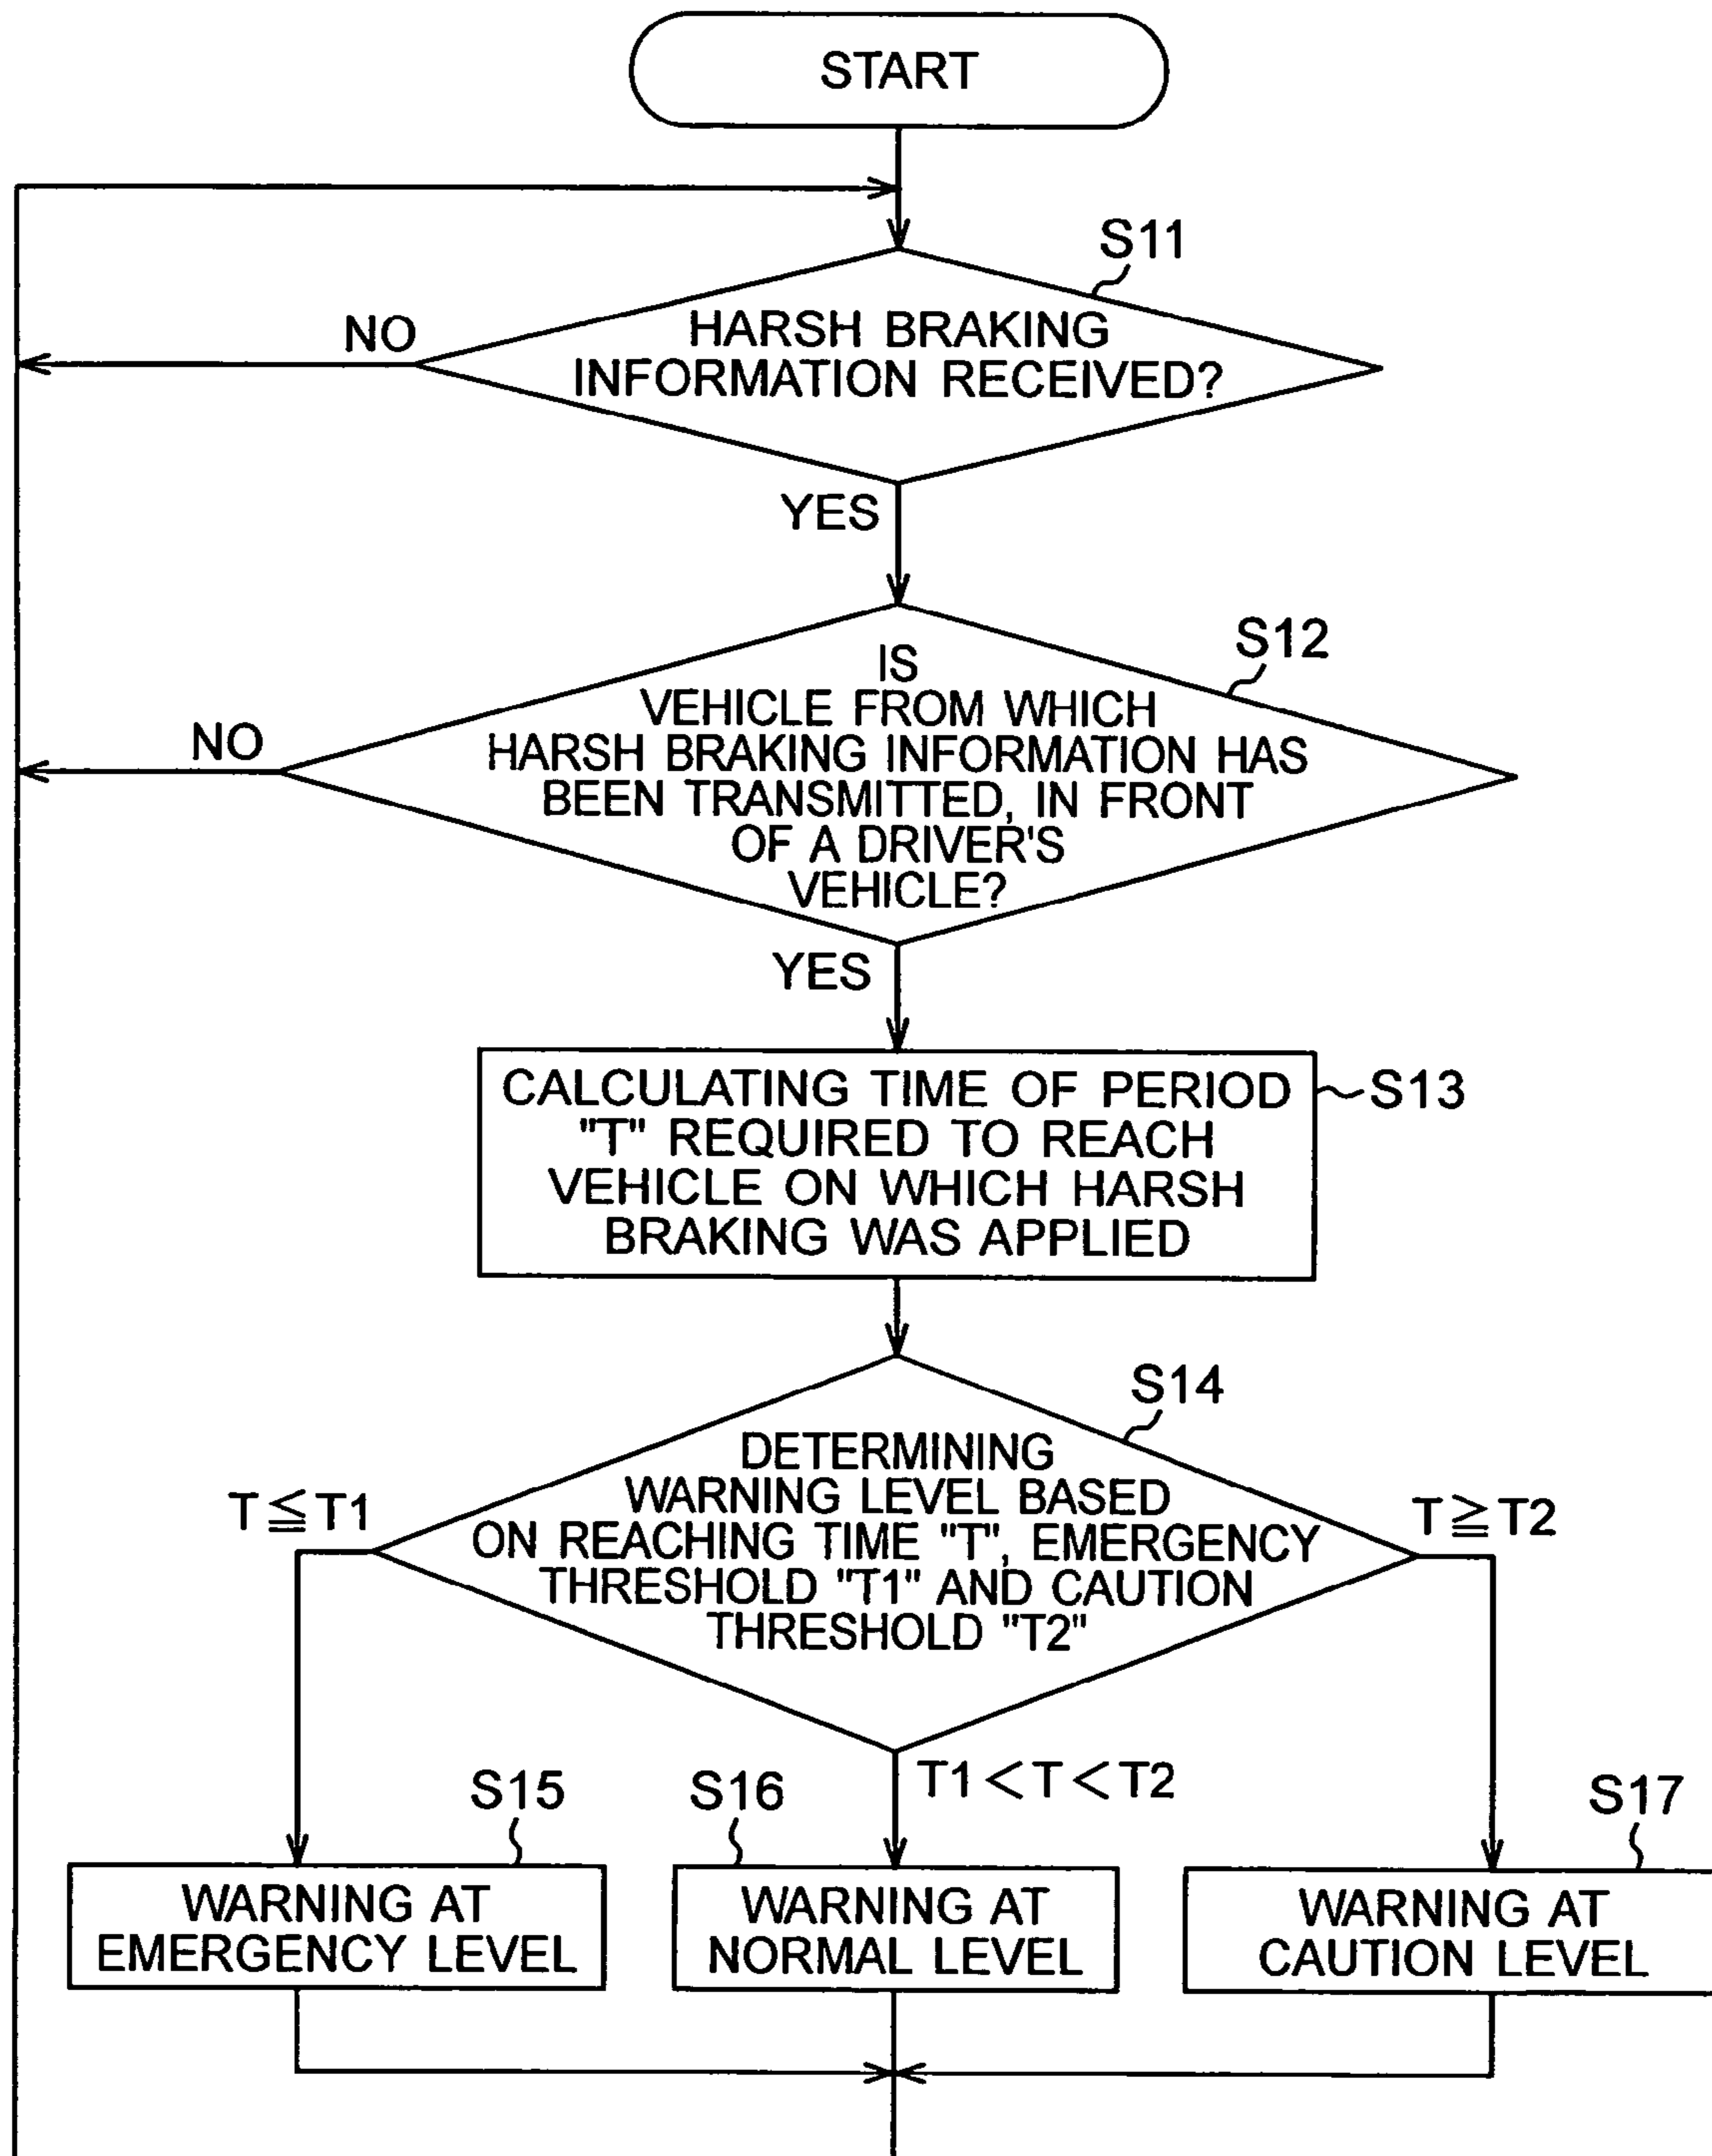 START
S11
NO
HARSH BRAKING
INFORMATION RECEIVED?
YES
S12
IS
VEHICLE FROM WHICH
HARSH BRAKING INFORMATION HAS
BEEN TRANSMITTED, IN FRONT
OF A DRIVER'S
VEHICLE?
NO
YES
CALCULATING TIME OF PERIOD
"T" REQUIRED TO REACH
VEHICLE ON WHICH HARSH
BRAKING WAS APPLIED
S13
S14
DETERMINING
WARNING LEVEL BASED
ON REACHING TIME "T", EMERGENCY
THRESHOLD "T1" AND CAUTION
THRESHOLD "T2"
T≦T1
T≧T2
T1<T<T2
S15
S16
S17
WARNING AT
EMERGENCY LEVEL
WARNING AT
NORMAL LEVEL
WARNING AT
CAUTION LEVEL